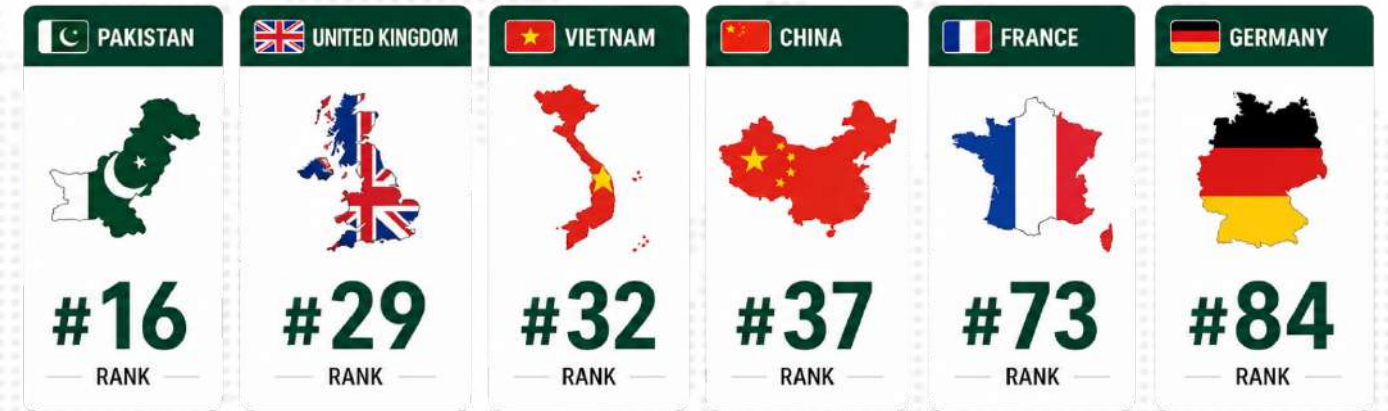 PAKISTAN
#16
RANK
UNITED KINGDOM
#29
RANK
VIETNAM
#32
RANK
CHINA
#37
RANK
FRANCE
#73
RANK
GERMANY
#84
RANK